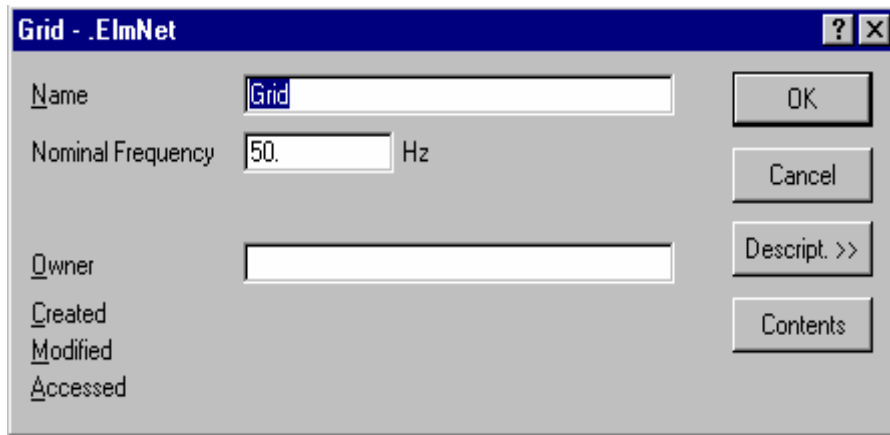 Grid - .ElmNet
? X
Name Grid OK
Nominal Frequency 50. Hz
Cancel
Owner Descript. >>
Created
Contents
Modified
Accessed